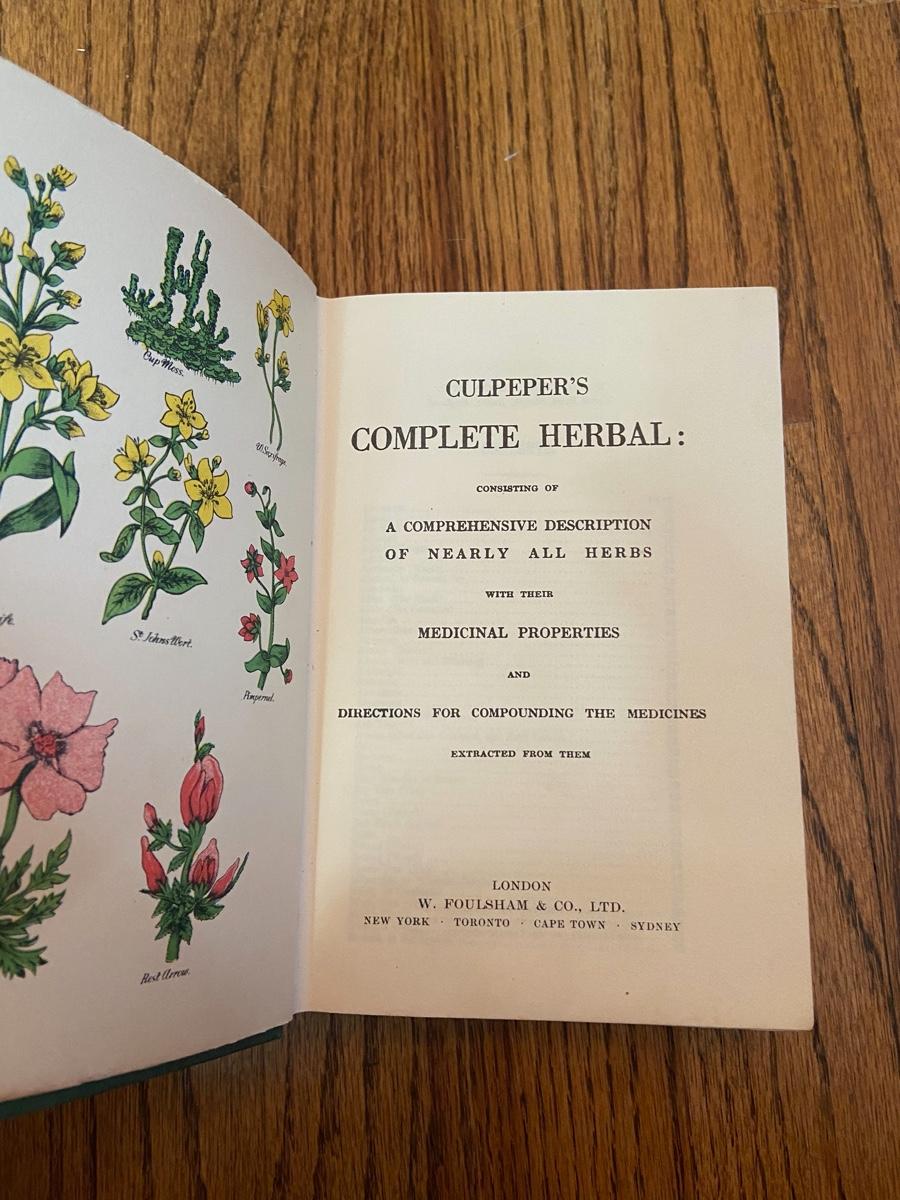 Cup Moss.
St. Johns Wort.
Pimpernel.
Rest Arrow.
CULPEPER'S
COMPLETE HERBAL:
CONSISTING OF
A COMPREHENSIVE DESCRIPTION
OF NEARLY ALL HERBS
WITH THEIR
MEDICINAL PROPERTIES
AND
DIRECTIONS FOR COMPOUNDING THE MEDICINES
EXTRACTED FROM THEM
LONDON
W. FOULSHAM & CO., LTD.
NEW YORK · TORONTO · CAPE TOWN · SYDNEY